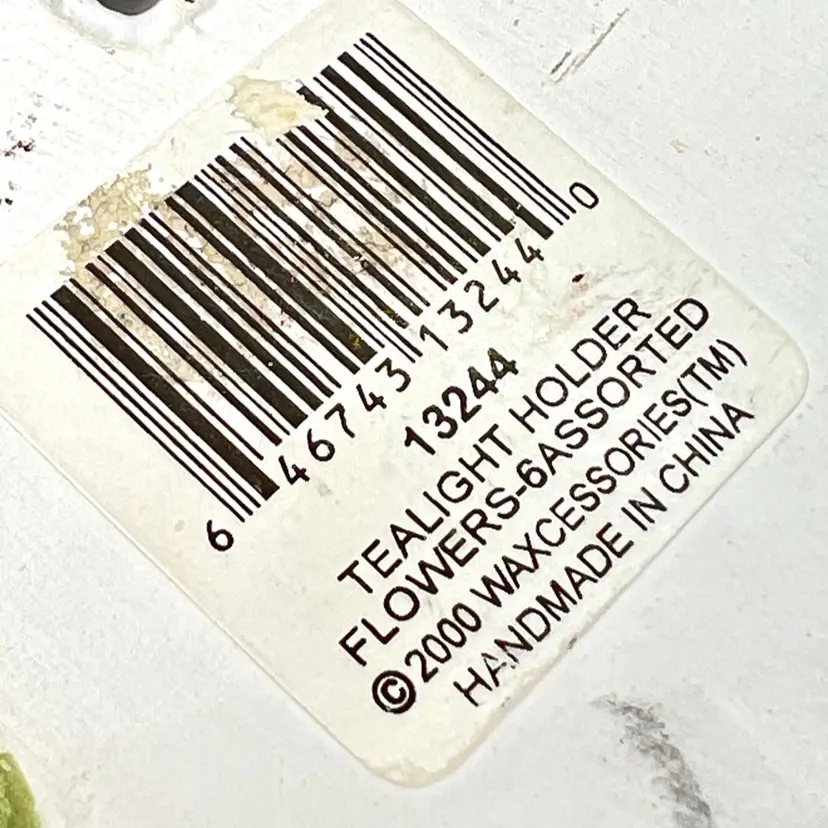 6 46743 13244 0
13244
TEALIGHT HOLDER
FLOWERS-6ASSORTED
©2000 WAXCESSORIES(TM)
HANDMADE IN CHINA